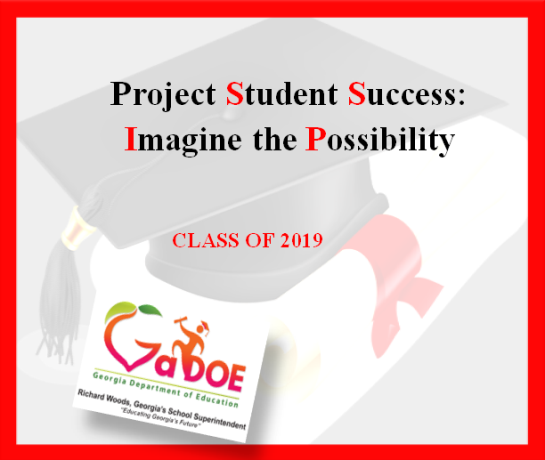 Project Student Success:
Imagine the Possibility
CLASS OF 2019
GaDOE
Georgia Department of Education
Richard Woods, Georgia's School Superintendent
"Educating Georgia's Future"